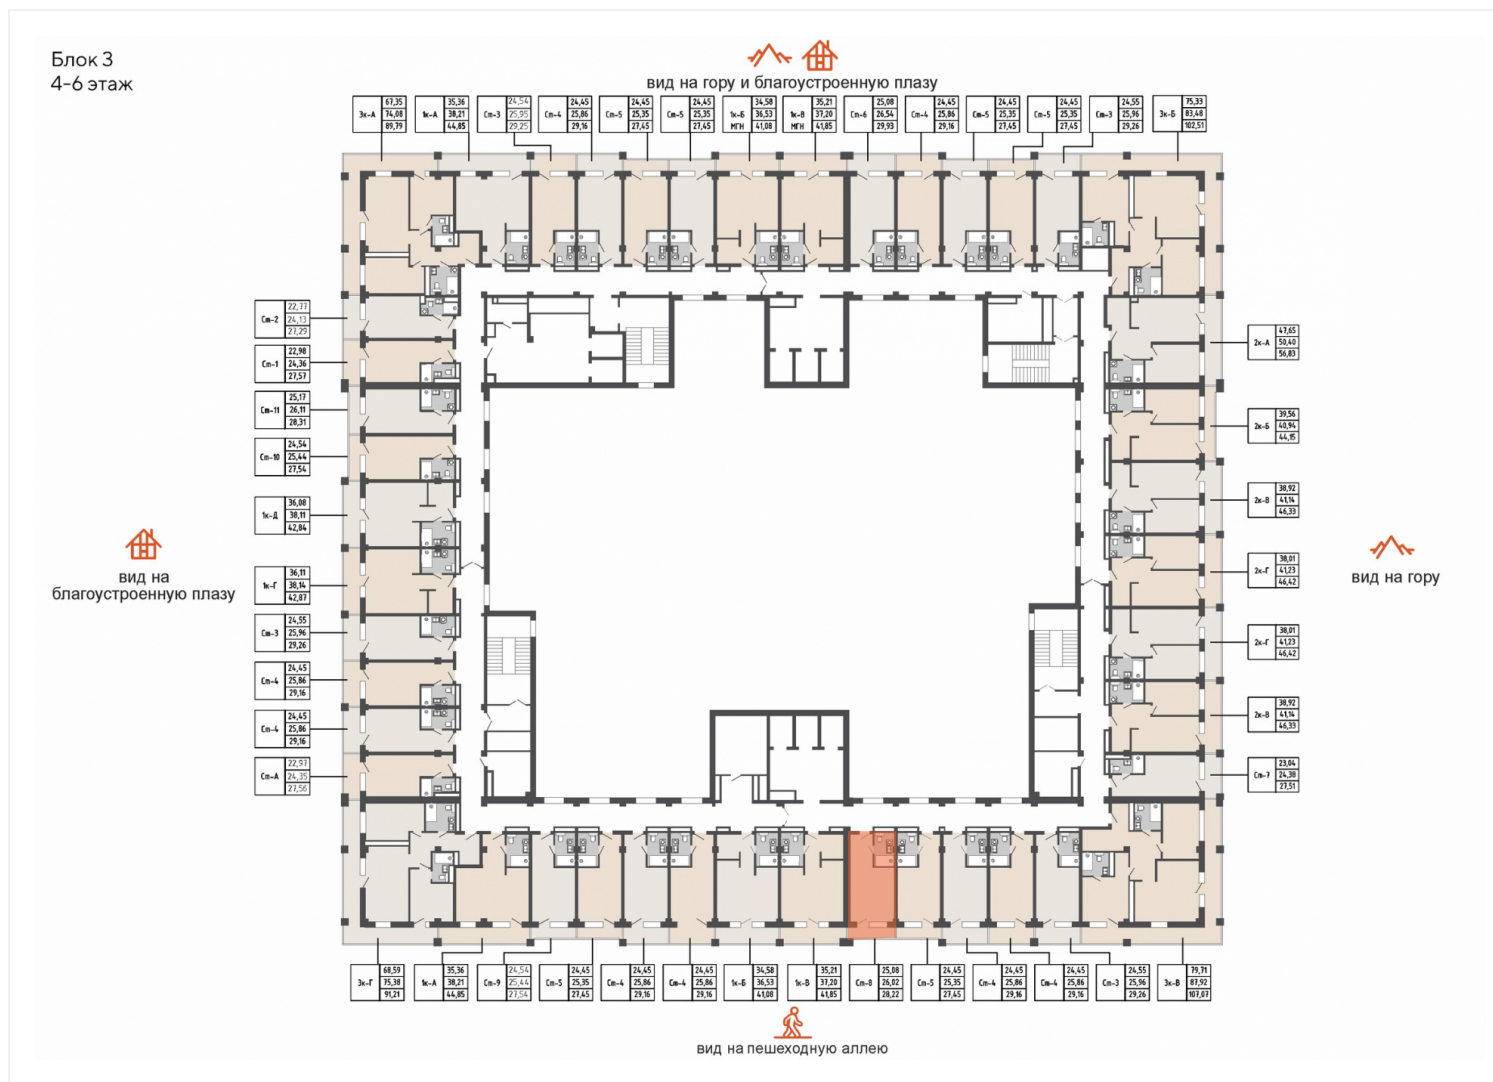 Блок 3
4-6 этаж
вид на гору и благоустроенную плазу
3к-А 67,35 74,08 89,79
1к-А 35,36 38,21 44,85
Ст-3 24,54 25,95 29,25
Ст-4 24,45 25,86 29,16
Ст-5 24,45 25,35 27,45
Ст-5 24,45 25,35 27,45
1к-Б МГН 34,58 36,53 41,08
1к-В МГН 35,21 37,20 41,85
Ст-6 25,08 26,54 29,93
Ст-4 24,45 25,86 29,16
Ст-5 24,45 25,35 27,45
Ст-5 24,45 25,35 27,45
Ст-3 24,55 25,96 29,26
3к-Б 75,33 83,48 102,51
Ст-2 22,77 24,13 27,29
Ст-1 22,98 24,36 27,57
Ст-11 25,17 26,11 28,31
Ст-10 24,54 25,44 27,54
1к-Д 36,08 38,11 42,84
1к-Г 36,11 38,14 42,87
Ст-3 24,55 25,96 29,26
Ст-4 24,45 25,86 29,16
Ст-4 24,45 25,86 29,16
Ст-А 22,97 24,35 27,56
вид на
благоустроенную плазу
2к-А 47,65 50,40 56,83
2к-Б 39,56 40,94 44,15
2к-В 38,92 41,14 46,33
2к-Г 38,01 41,23 46,42
2к-Г 38,01 41,23 46,42
2к-В 38,92 41,14 46,33
Ст-7 23,04 24,38 27,51
вид на гору
3к-Г 68,59 75,38 91,21
1к-А 35,36 38,21 44,85
Ст-9 24,54 25,44 27,54
Ст-5 24,45 25,35 27,45
Ст-4 24,45 25,86 29,16
Ст-4 24,45 25,86 29,16
1к-Б 34,58 36,53 41,08
1к-В 35,21 37,20 41,85
Ст-8 25,08 26,02 28,22
Ст-5 24,45 25,35 27,45
Ст-4 24,45 25,86 29,16
Ст-4 24,45 25,86 29,16
Ст-3 24,55 25,96 29,26
3к-В 79,71 87,92 107,07
вид на пешеходную аллею